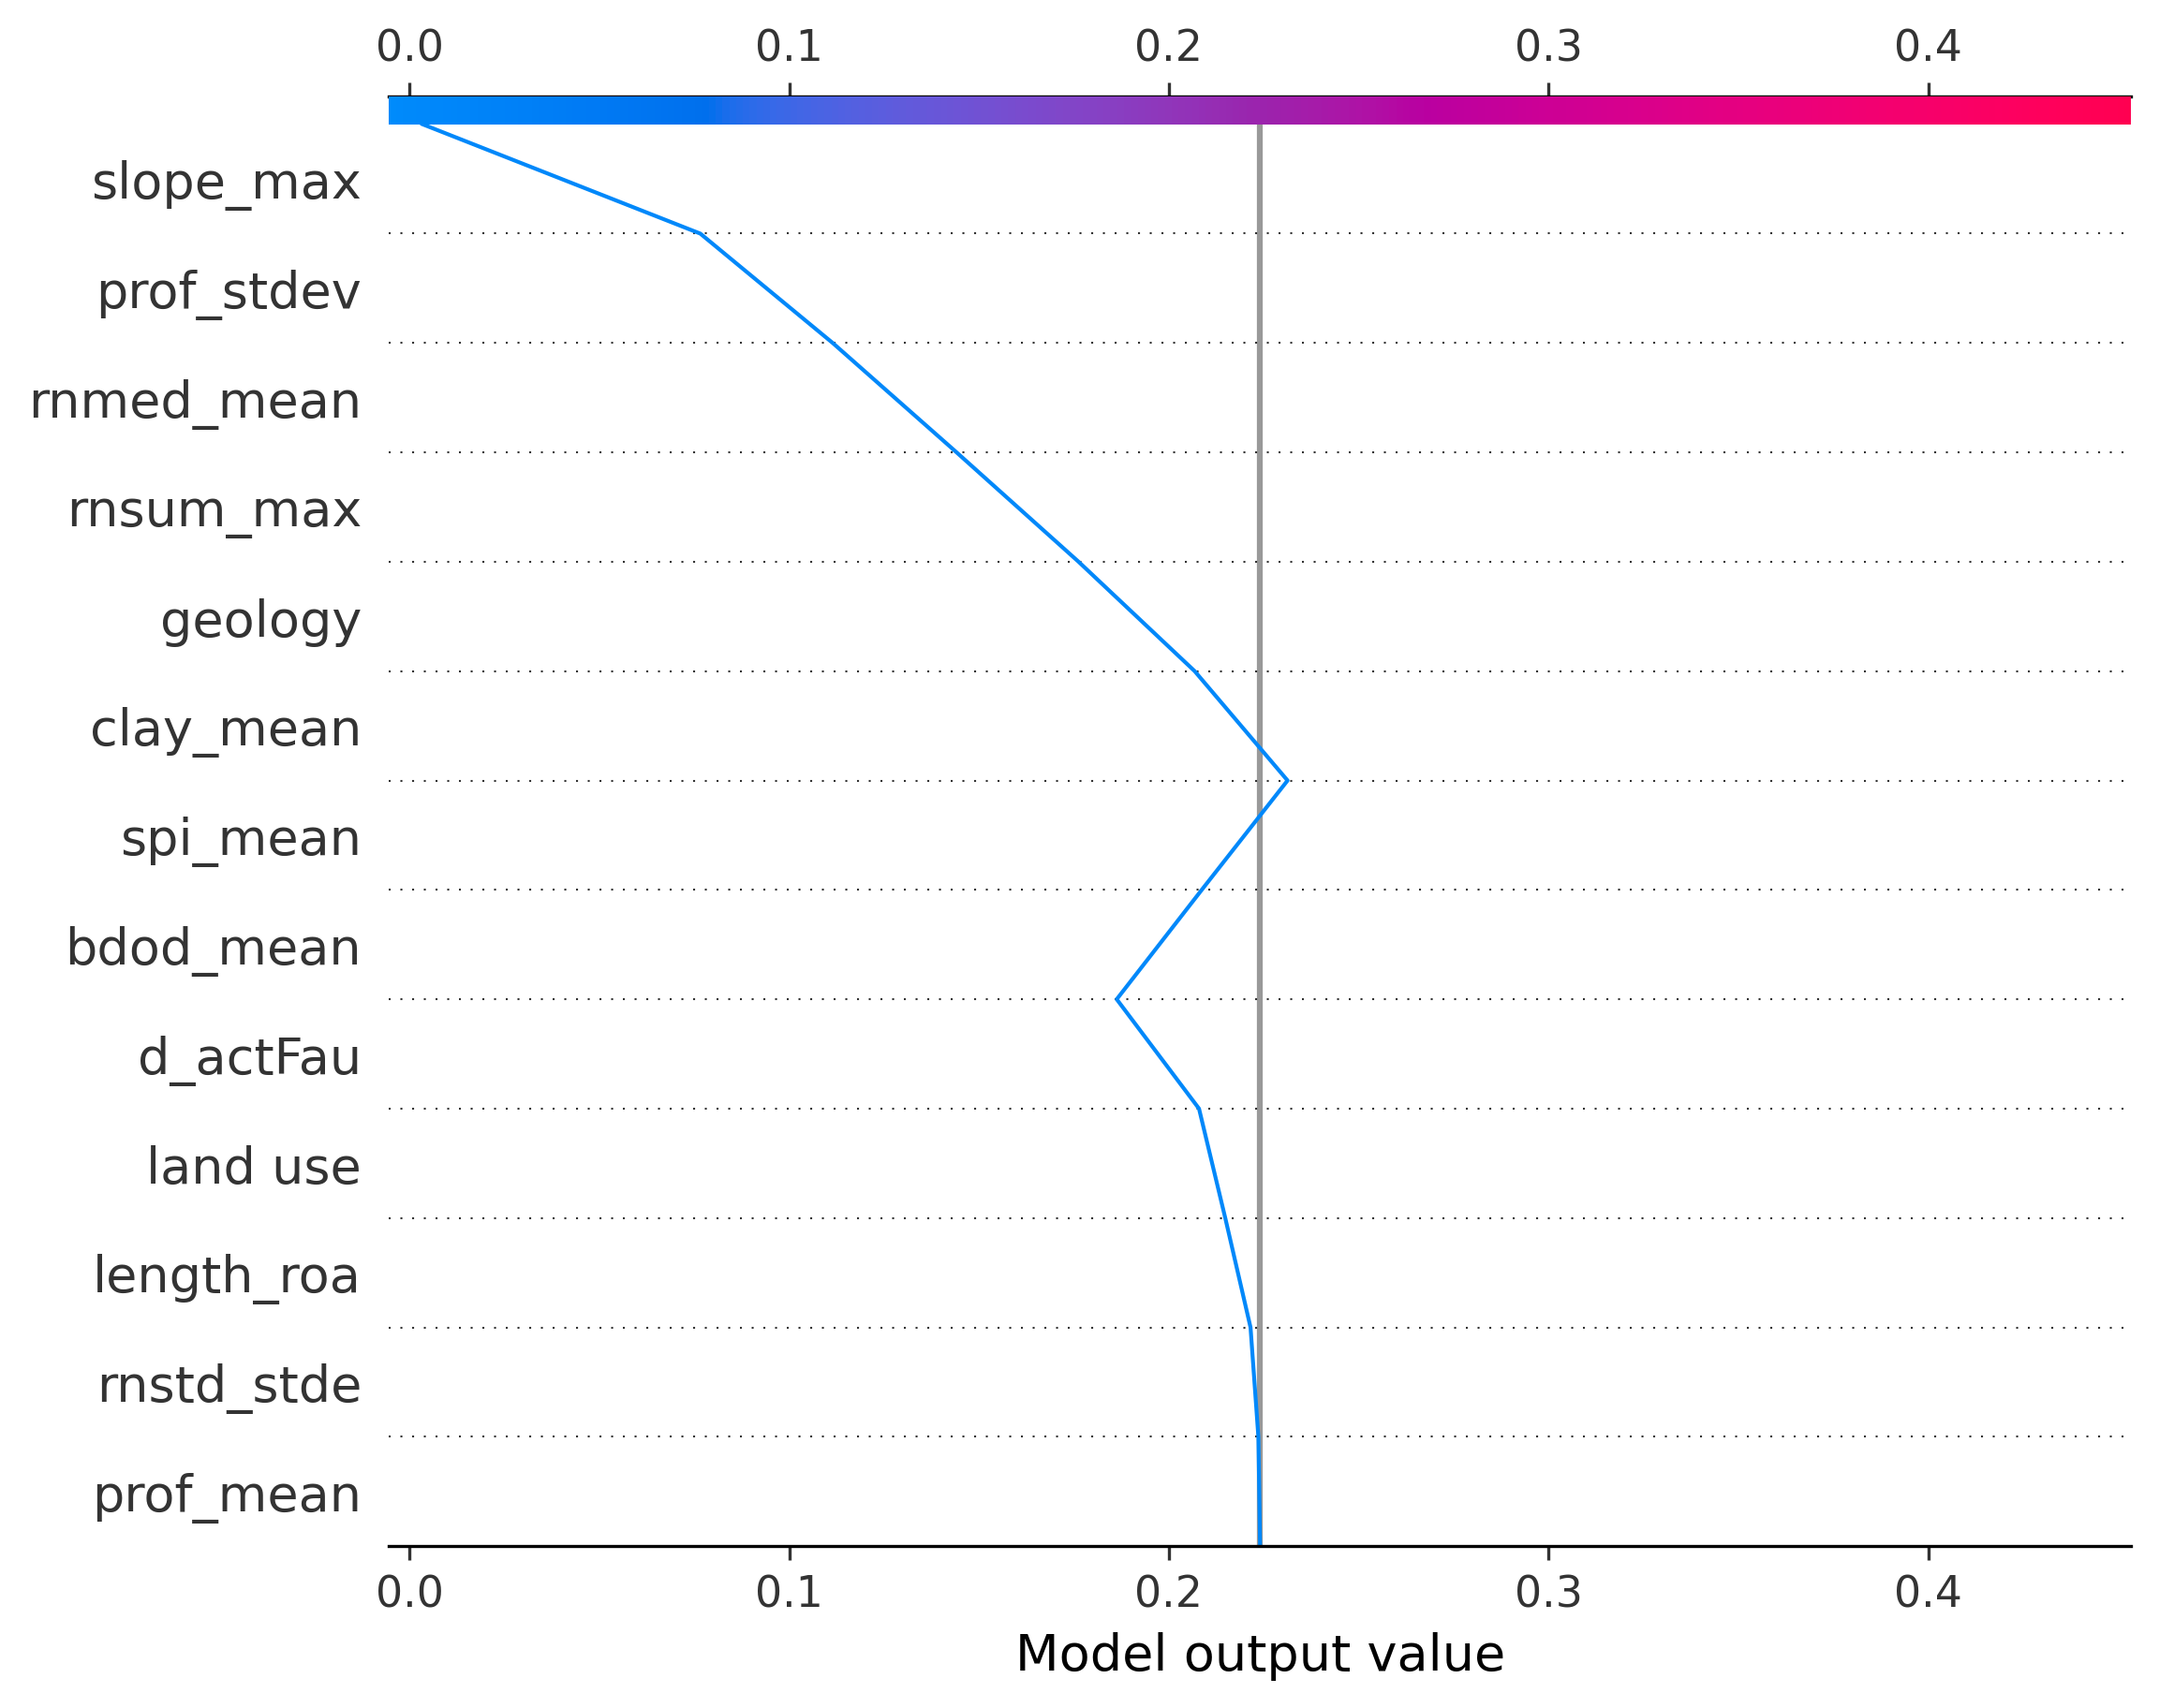 0.0 0.1 0.2 0.3 0.4
slope_max
prof_stdev
rnmed_mean
rnsum_max
geology
clay_mean
spi_mean
bdod_mean
d_actFau
land use
length_roa
rnstd_stde
prof_mean
0.0 0.1 0.2 0.3 0.4
Model output value